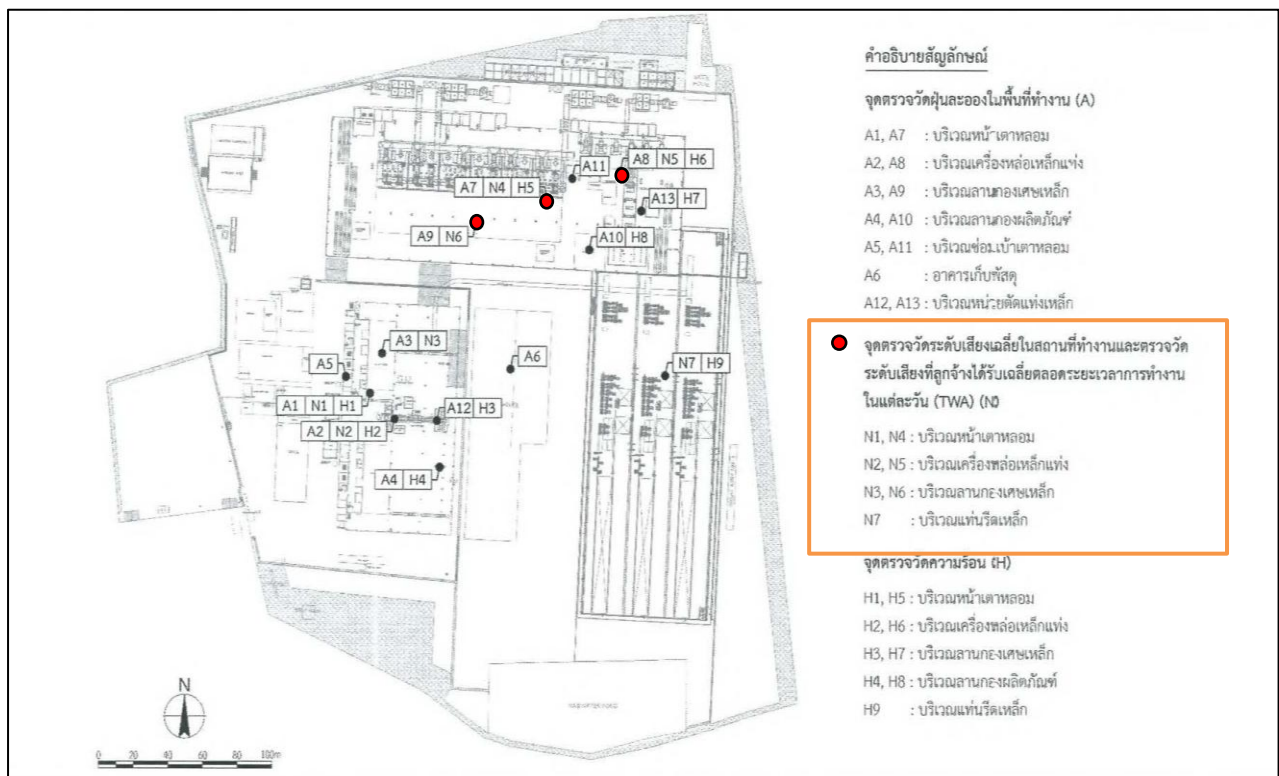 A11
A8 N5 H6
A7 N4 H5
A13 H7
A9 N6
A10 H8
A3 N3
A5
A6
N7 H9
A1 N1 H1
A12 H3
A2 N2 H2
A4 H4
N
0 20 40 60 80 100m
คำอธิบายสัญลักษณ์
จุดตรวจวัดฝุ่นละอองในพื้นที่ทำงาน (A)
A1, A7 : บริเวณหน้าเตาหลอม
A2, A8 : บริเวณเครื่องหล่อเหล็กแท่ง
A3, A9 : บริเวณลานกองเศษเหล็ก
A4, A10 : บริเวณลานกองผลิตภัณฑ์
A5, A11 : บริเวณซ่อมเบ้าเตาหลอม
A6 : อาคารเก็บพัสดุ
A12, A13 : บริเวณหน่วยตัดแท่งเหล็ก
จุดตรวจวัดระดับเสียงเฉลี่ยในสถานที่ทำงานและตรวจวัด
ระดับเสียงที่ลูกจ้างได้รับเฉลี่ยตลอดระยะเวลาการทำงาน
ในแต่ละวัน (TWA) (N)
N1, N4 : บริเวณหน้าเตาหลอม
N2, N5 : บริเวณเครื่องหล่อเหล็กแท่ง
N3, N6 : บริเวณลานกองเศษเหล็ก
N7 : บริเวณแท่นรีดเหล็ก
จุดตรวจวัดความร้อน (H)
H1, H5 : บริเวณหน้าเตาหลอม
H2, H6 : บริเวณเครื่องหล่อเหล็กแท่ง
H3, H7 : บริเวณลานกองเศษเหล็ก
H4, H8 : บริเวณลานกองผลิตภัณฑ์
H9 : บริเวณแท่นรีดเหล็ก